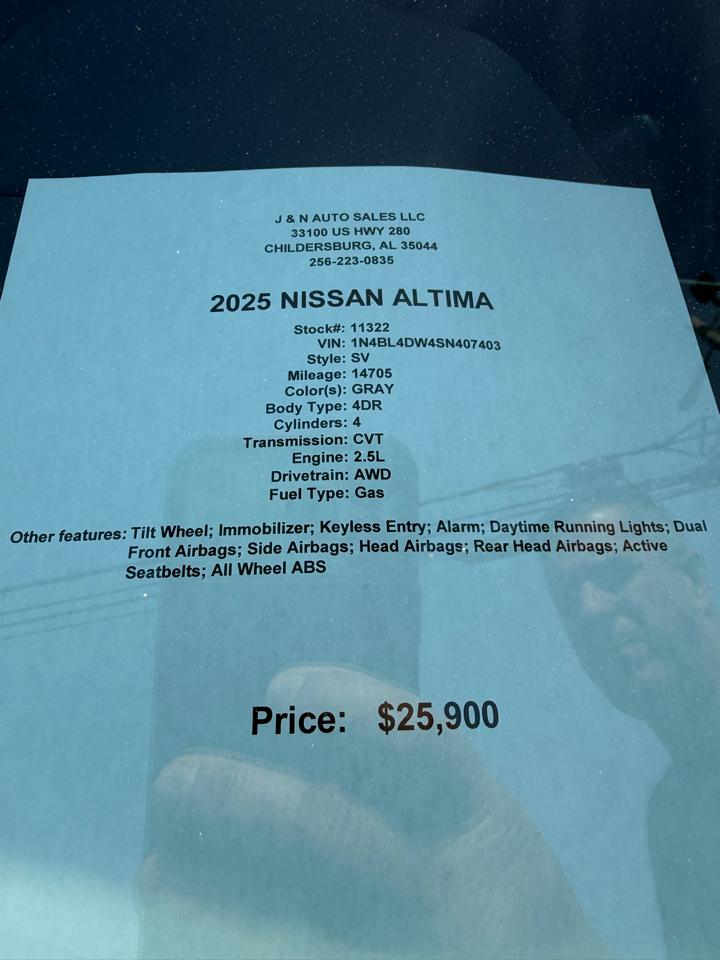 J & N AUTO SALES LLC
33100 US HWY 280
CHILDERSBURG, AL 35044
256-223-0835
2025 NISSAN ALTIMA
Stock#: 11322
VIN: 1N4BL4DW4SN407403
Style: SV
Mileage: 14705
Color(s): GRAY
Body Type: 4DR
Cylinders: 4
Transmission: CVT
Engine: 2.5L
Drivetrain: AWD
Fuel Type: Gas
Other features: Tilt Wheel; Immobilizer; Keyless Entry; Alarm; Daytime Running Lights; Dual
Front Airbags; Side Airbags; Head Airbags; Rear Head Airbags; Active
Seatbelts; All Wheel ABS
Price: $25,900